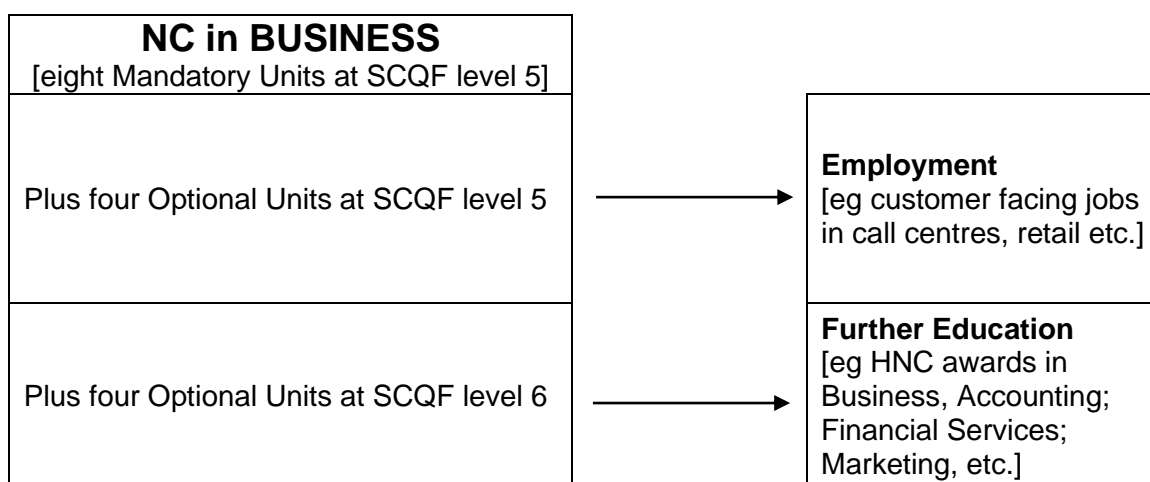 NC in BUSINESS
[eight Mandatory Units at SCQF level 5]
Plus four Optional Units at SCQF level 5
Employment
[eg customer facing jobs
in call centres, retail etc.]
Plus four Optional Units at SCQF level 6
Further Education
[eg HNC awards in
Business, Accounting;
Financial Services;
Marketing, etc.]